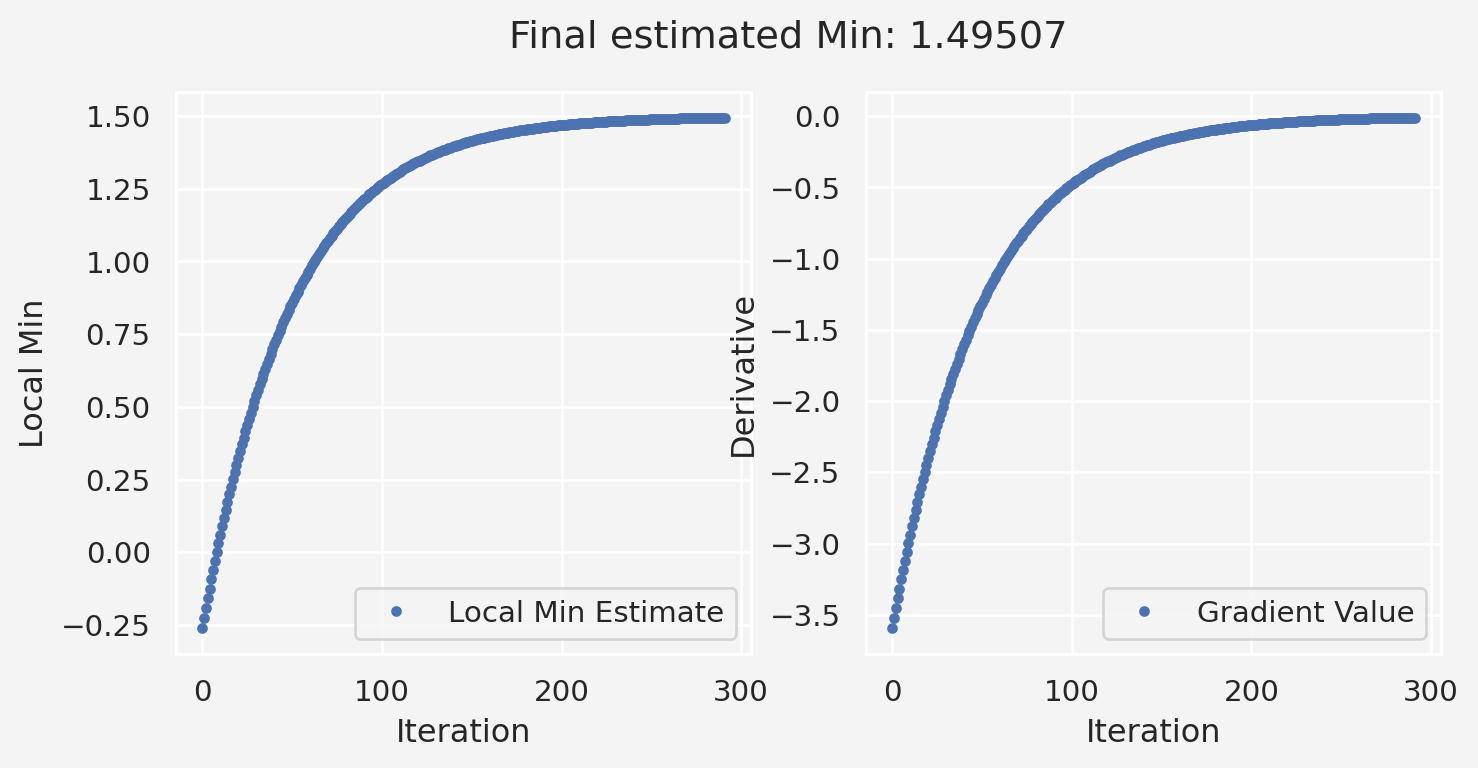 Final estimated Min: 1.49507
1.50
1.25
1.00
0.75
0.50
0.25
0.00
−0.25
Local Min
Local Min Estimate
0 100 200 300
Iteration
0.0
−0.5
−1.0
−1.5
−2.0
−2.5
−3.0
−3.5
Derivative
Gradient Value
0 100 200 300
Iteration